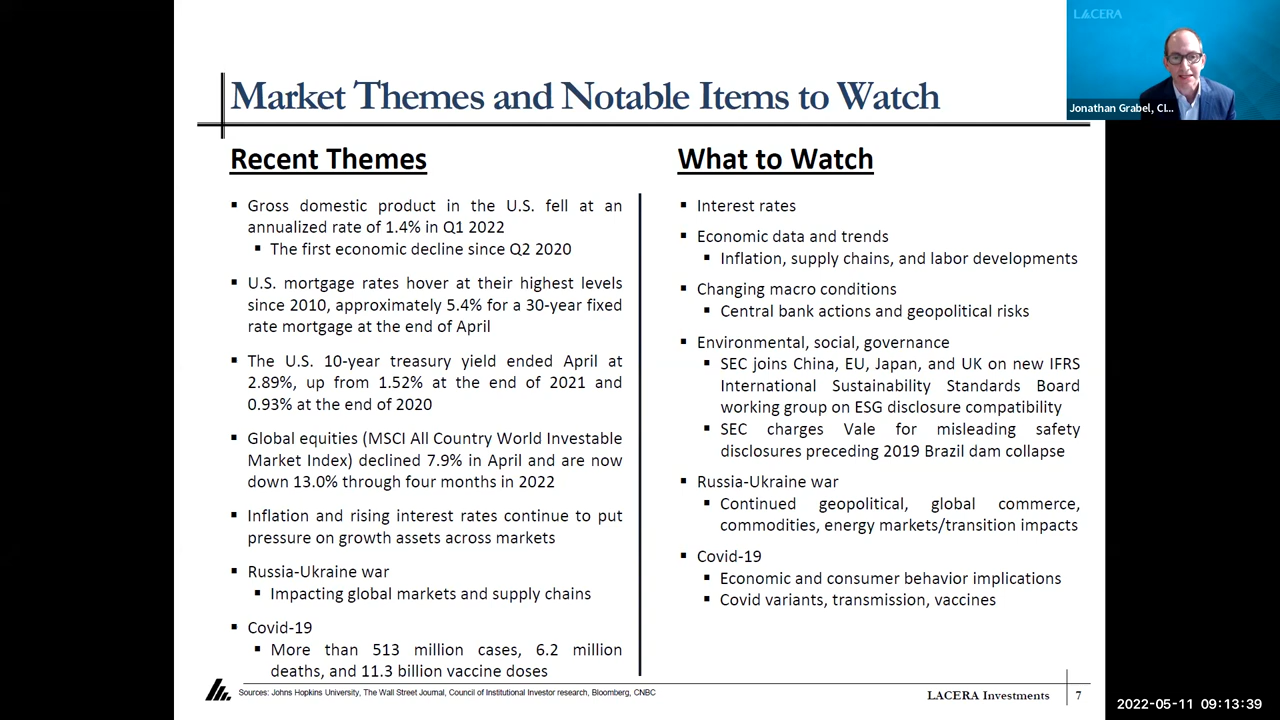 LACERA
Jonathan Grabel, CI...
Market Themes and Notable Items to Watch
Recent Themes
▪ Gross domestic product in the U.S. fell at an
annualized rate of 1.4% in Q1 2022
▪ The first economic decline since Q2 2020
▪ U.S. mortgage rates hover at their highest levels
since 2010, approximately 5.4% for a 30-year fixed
rate mortgage at the end of April
▪ The U.S. 10-year treasury yield ended April at
2.89%, up from 1.52% at the end of 2021 and
0.93% at the end of 2020
▪ Global equities (MSCI All Country World Investable
Market Index) declined 7.9% in April and are now
down 13.0% through four months in 2022
▪ Inflation and rising interest rates continue to put
pressure on growth assets across markets
▪ Russia-Ukraine war
▪ Impacting global markets and supply chains
▪ Covid-19
▪ More than 513 million cases, 6.2 million
deaths, and 11.3 billion vaccine doses
What to Watch
▪ Interest rates
▪ Economic data and trends
▪ Inflation, supply chains, and labor developments
▪ Changing macro conditions
▪ Central bank actions and geopolitical risks
▪ Environmental, social, governance
▪ SEC joins China, EU, Japan, and UK on new IFRS
International Sustainability Standards Board
working group on ESG disclosure compatibility
▪ SEC charges Vale for misleading safety
disclosures preceding 2019 Brazil dam collapse
▪ Russia-Ukraine war
▪ Continued geopolitical, global commerce,
commodities, energy markets/transition impacts
▪ Covid-19
▪ Economic and consumer behavior implications
▪ Covid variants, transmission, vaccines
Sources: Johns Hopkins University, The Wall Street Journal, Council of Institutional Investor research, Bloomberg, CNBC
LACERA Investments
7
2022-05-11 09:13:39